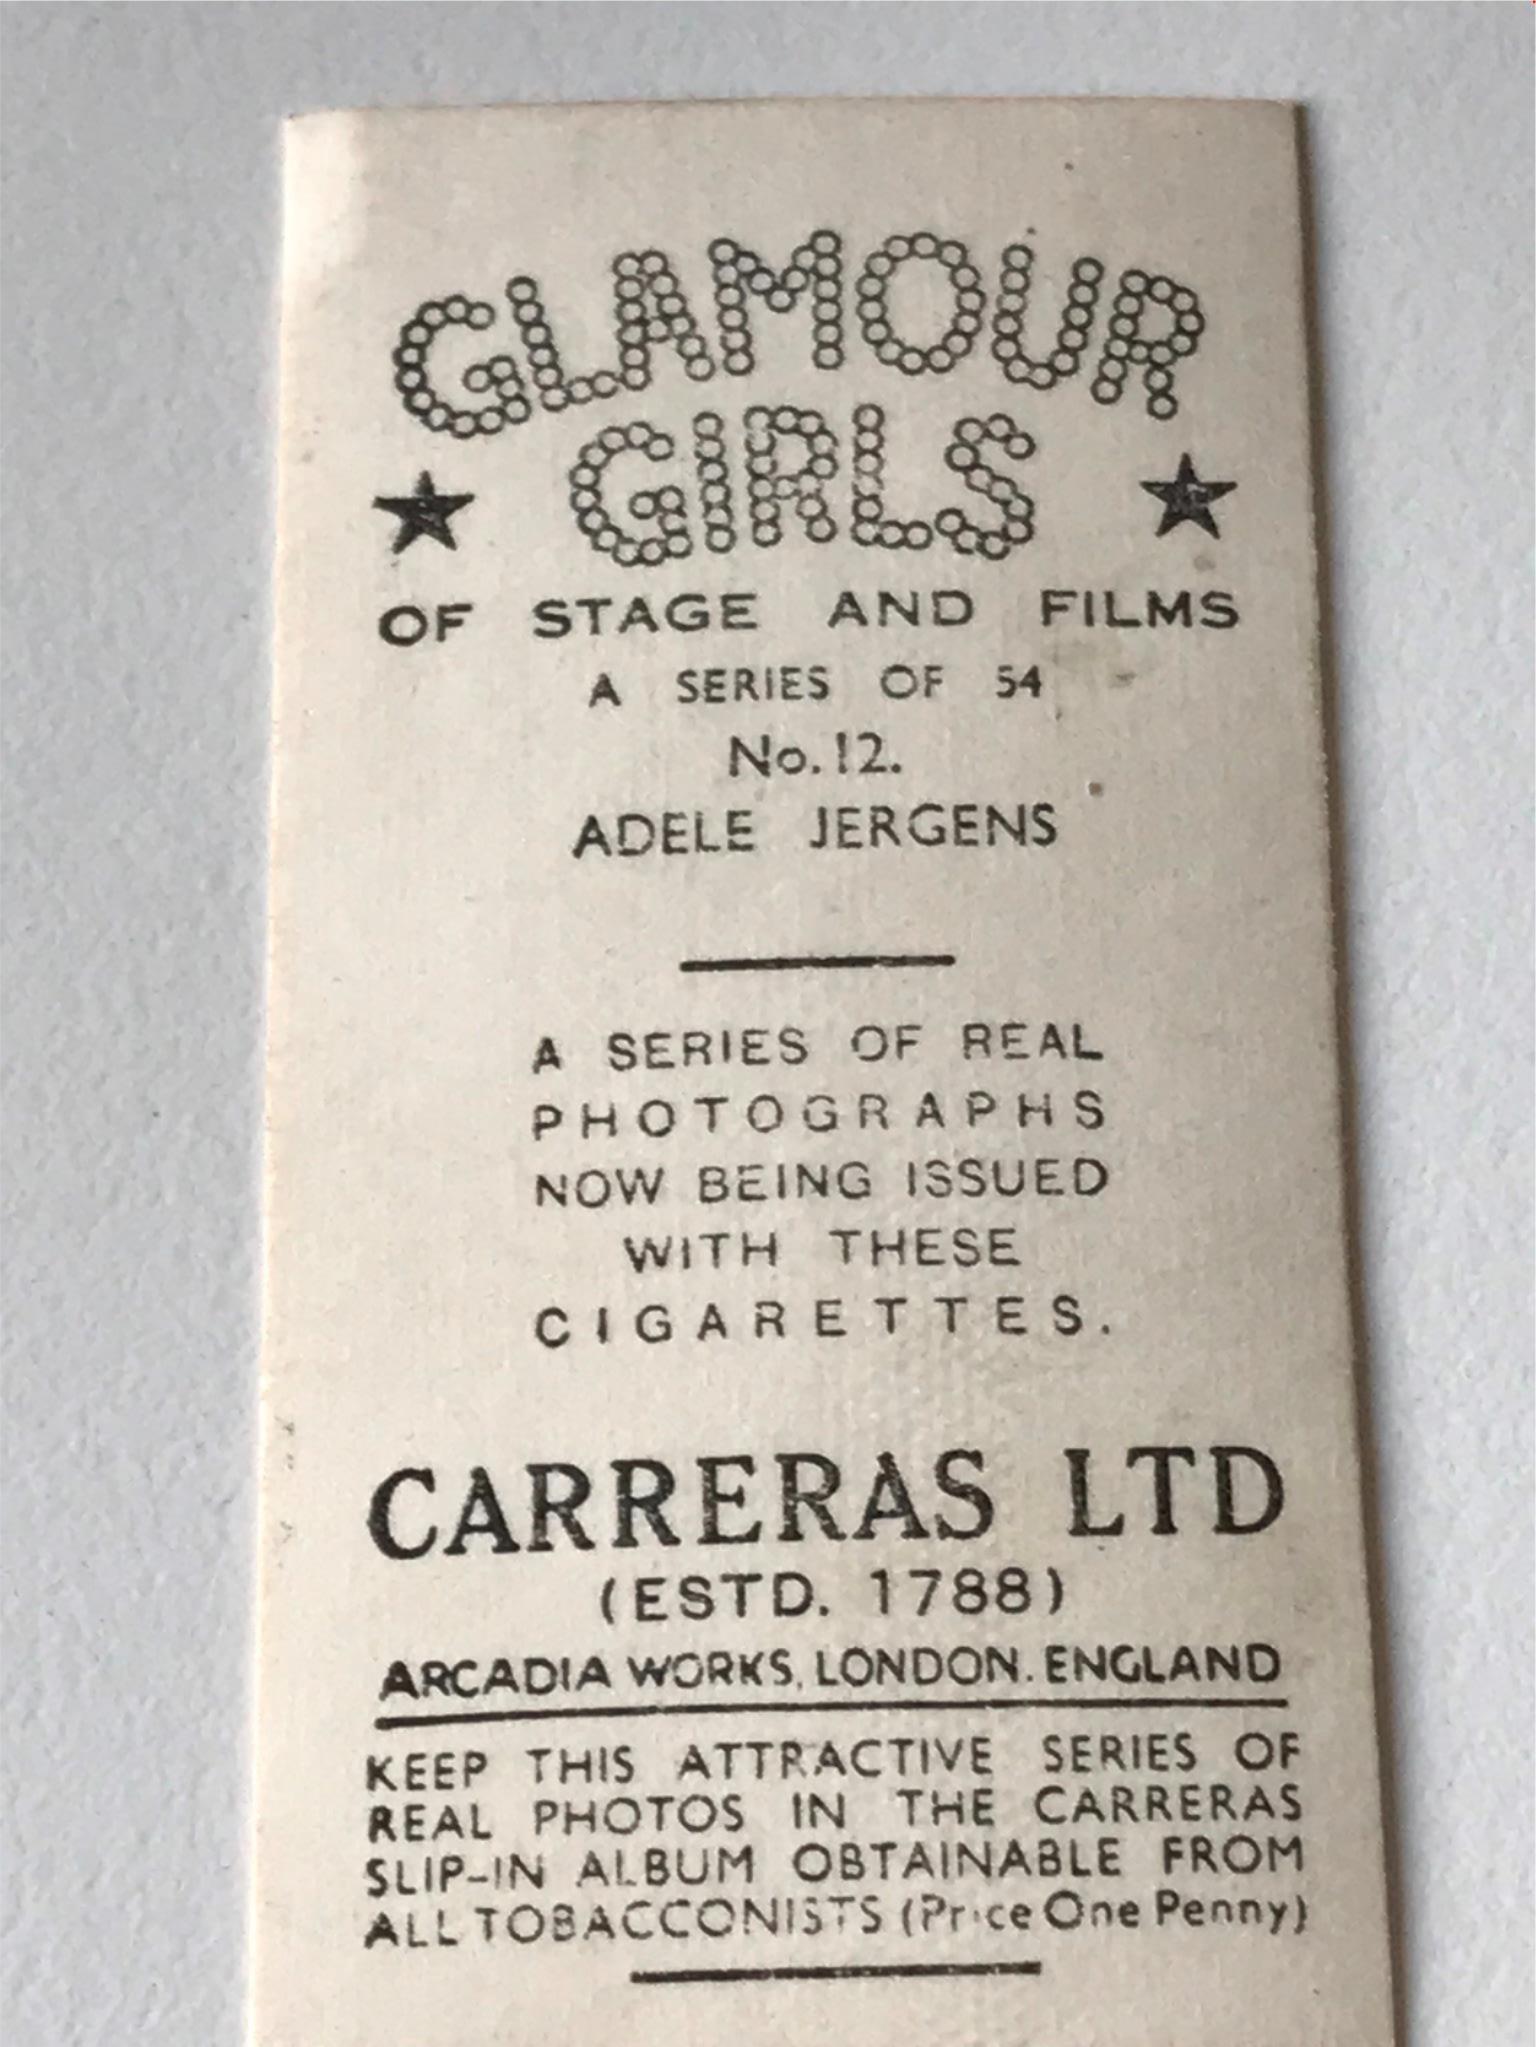 GLAMOUR
GIRLS
OF STAGE AND FILMS
A SERIES OF 54
No. 12.
ADELE JERGENS
A SERIES OF REAL
PHOTOGRAPHS
NOW BEING ISSUED
WITH THESE
CIGARETTES.
CARRERAS LTD
(ESTD. 1788)
ARCADIA WORKS, LONDON. ENGLAND
KEEP THIS ATTRACTIVE SERIES OF
REAL PHOTOS IN THE CARRERAS
SLIP-IN ALBUM OBTAINABLE FROM
ALL TOBACCONISTS (Price One Penny)